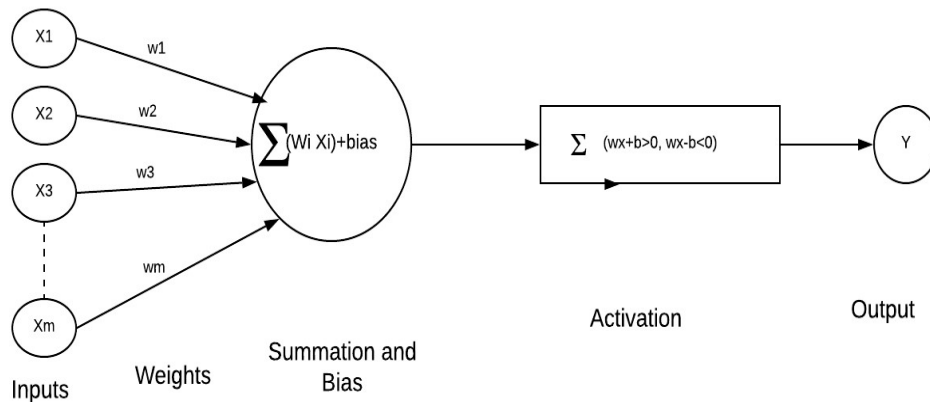 X1
w1
X2
w2
∑(Wi Xi)+bias
Σ (wx+b>0, wx-b<0)
Y
X3
w3
wm
Xm
Inputs
Weights
Summation and
Bias
Activation
Output